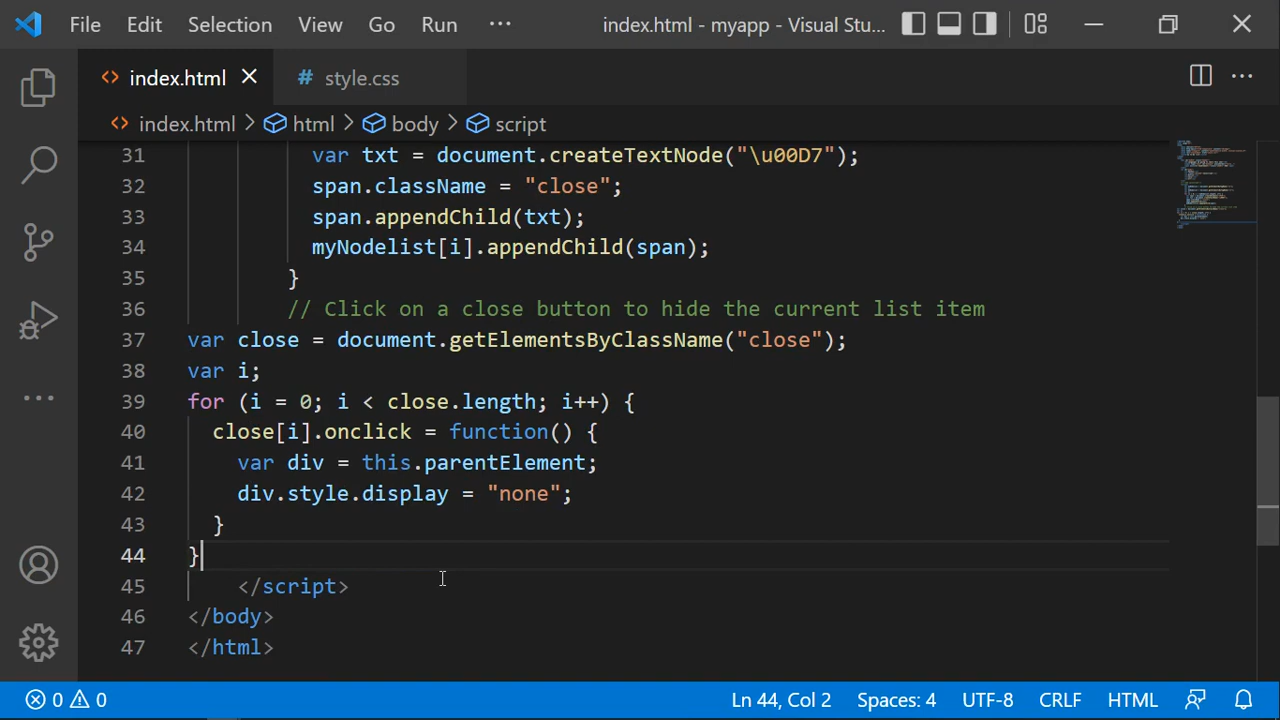 File Edit Selection View Go Run ··· index.html - myapp - Visual Stu...
<> index.html × # style.css ···
<> index.html > html > body > script
31 var txt = document.createTextNode("\u00D7");
32 span.className = "close";
33 span.appendChild(txt);
34 myNodelist[i].appendChild(span);
35 }
36 // Click on a close button to hide the current list item
37 var close = document.getElementsByClassName("close");
38 var i;
39 for (i = 0; i < close.length; i++) {
40 close[i].onclick = function() {
41 var div = this.parentElement;
42 div.style.display = "none";
43 }
44 }
45 </script>
46 </body>
47 </html>
0 0 Ln 44, Col 2 Spaces: 4 UTF-8 CRLF HTML